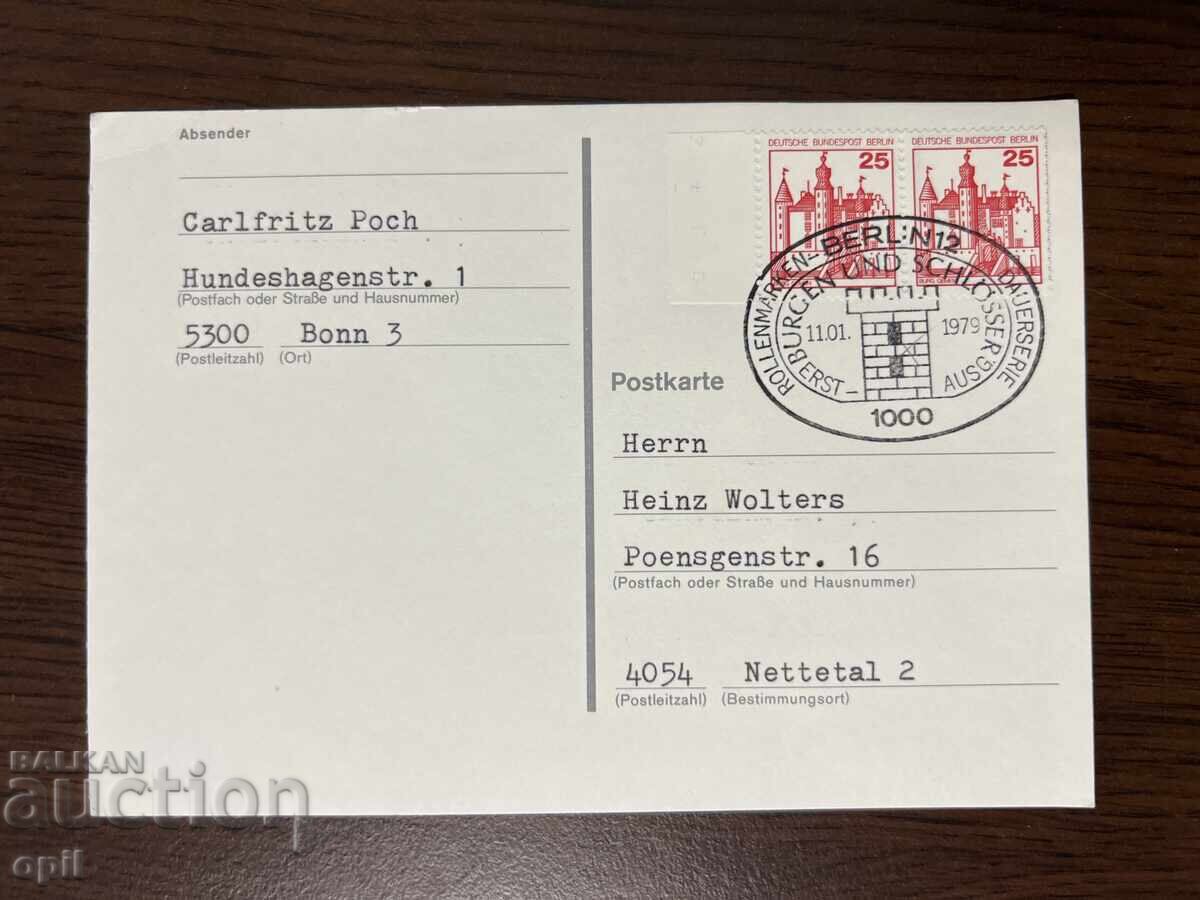 Absender
Carlfritz Poch
Hundeshagenstr. 1
(Postfach oder Straße und Hausnummer)
5300 Bonn 3
(Postleitzahl) (Ort)
DEUTSCHE BUNDESPOST BERLIN
25
DEUTSCHE BUNDESPOST BERLIN
25
ROLLENMARKEN- BERLIN 12 DAUERSERIE
BURGEN UND SCHLÖSSER
11.01. 1979
ERST- AUSG.
1000
Postkarte
Herrn
Heinz Wolters
Poensgenstr. 16
(Postfach oder Straße und Hausnummer)
4054 Nettetal 2
(Postleitzahl) (Bestimmungsort)
BALKAN
auction
opil